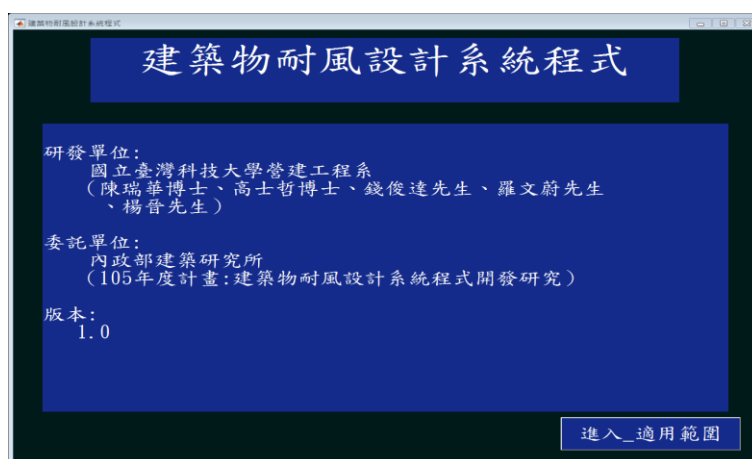 建築物耐風設計系統程式
建築物耐風設計系統程式
研發單位:
國立臺灣科技大學營建工程系
(陳瑞華博士、高士哲博士、錢俊達先生、羅文蔚先生
、楊晉先生)
委託單位:
內政部建築研究所
(105年度計畫:建築物耐風設計系統程式開發研究)
版本:
1.0
進入_適用範圍